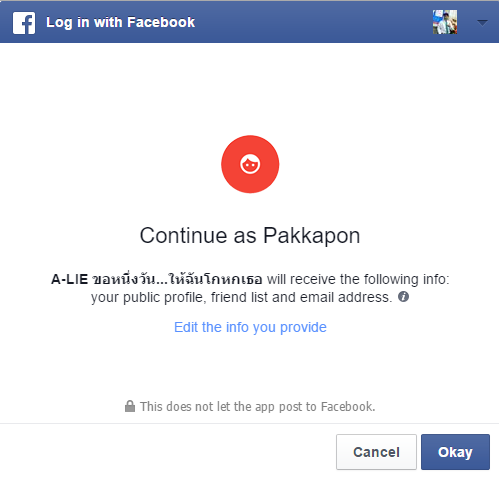 Log in with Facebook
Continue as Pakkapon
A-LIE ขอหนึ่งวัน...ให้ฉันโกหกเธอ will receive the following info:
your public profile, friend list and email address.
Edit the info you provide
This does not let the app post to Facebook.
Cancel Okay